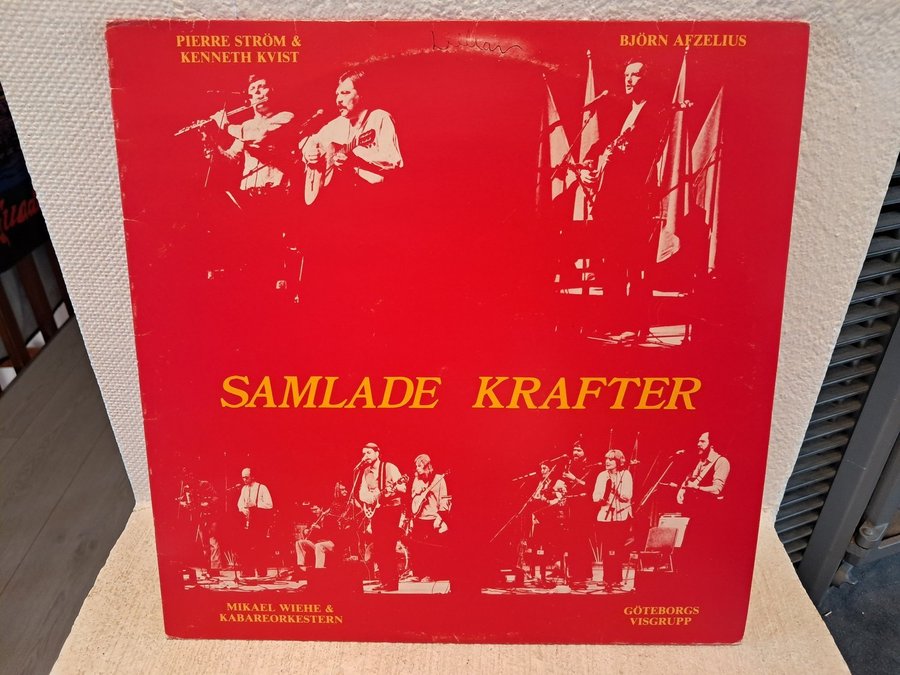 PIERRE STRÖM &
KENNETH KVIST
BJÖRN AFZELIUS
SAMLADE KRAFTER
MIKAEL WIEHE &
KABAREORKESTERN
GÖTEBORGS
VISGRUPP